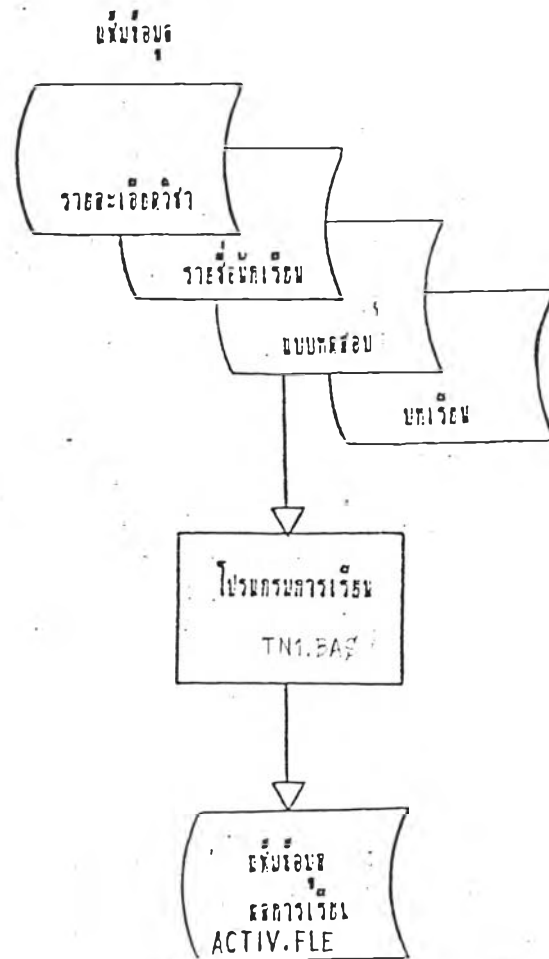 แฟ้มข้อมูล
รายละเอียดวิชา
รายชื่อนักเรียน
แบบทดสอบ
บทเรียน
โปรแกรมการเรียน
TN1.BAS
แฟ้มข้อมูล
ผลการเรียน
ACTIV.FLE